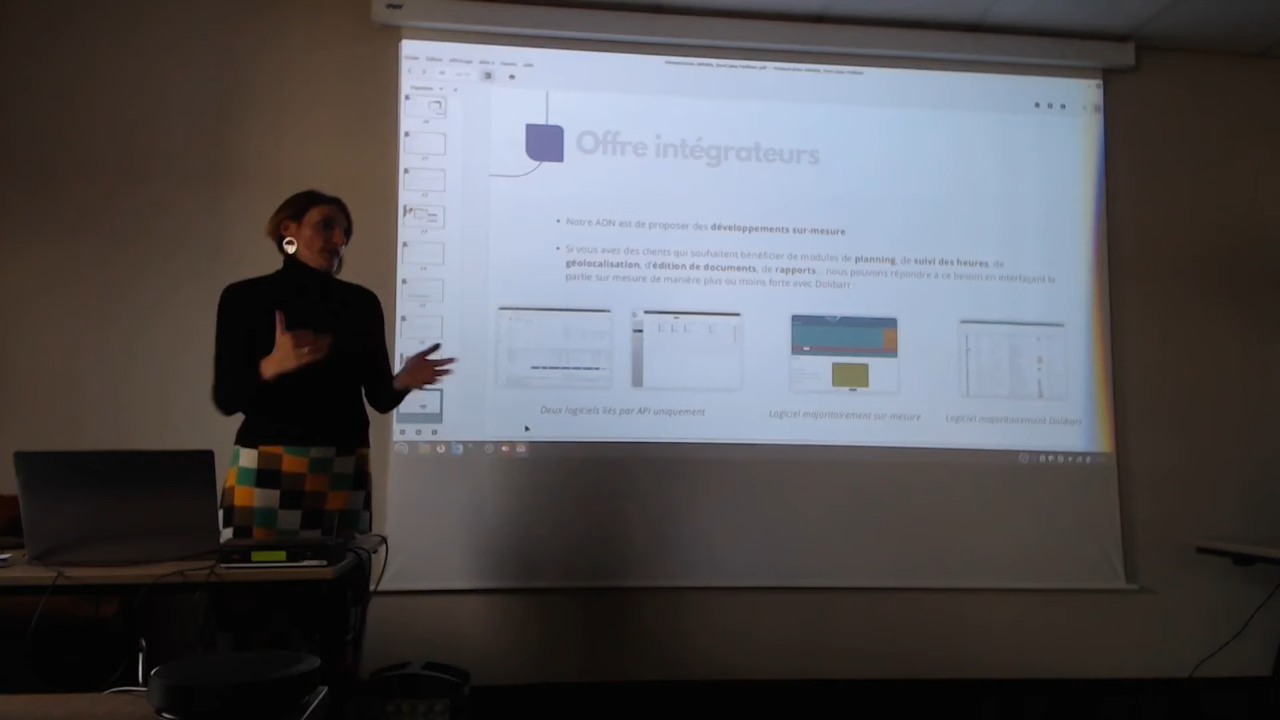 Offre intégrateurs
• Notre ADN est de proposer des développements sur-mesure
• Si vous avez des clients qui souhaitent bénéficier de modules de planning, de suivi des heures, de
géolocalisation, d'édition de documents, de rapports... nous pouvons répondre à ce besoin en interfaçant la
partie sur mesure de manière plus ou moins forte avec Dolibarr
Deux logiciels liés par API uniquement
Logiciel majoritairement sur-mesure
Logiciel majoritairement Dolibarr